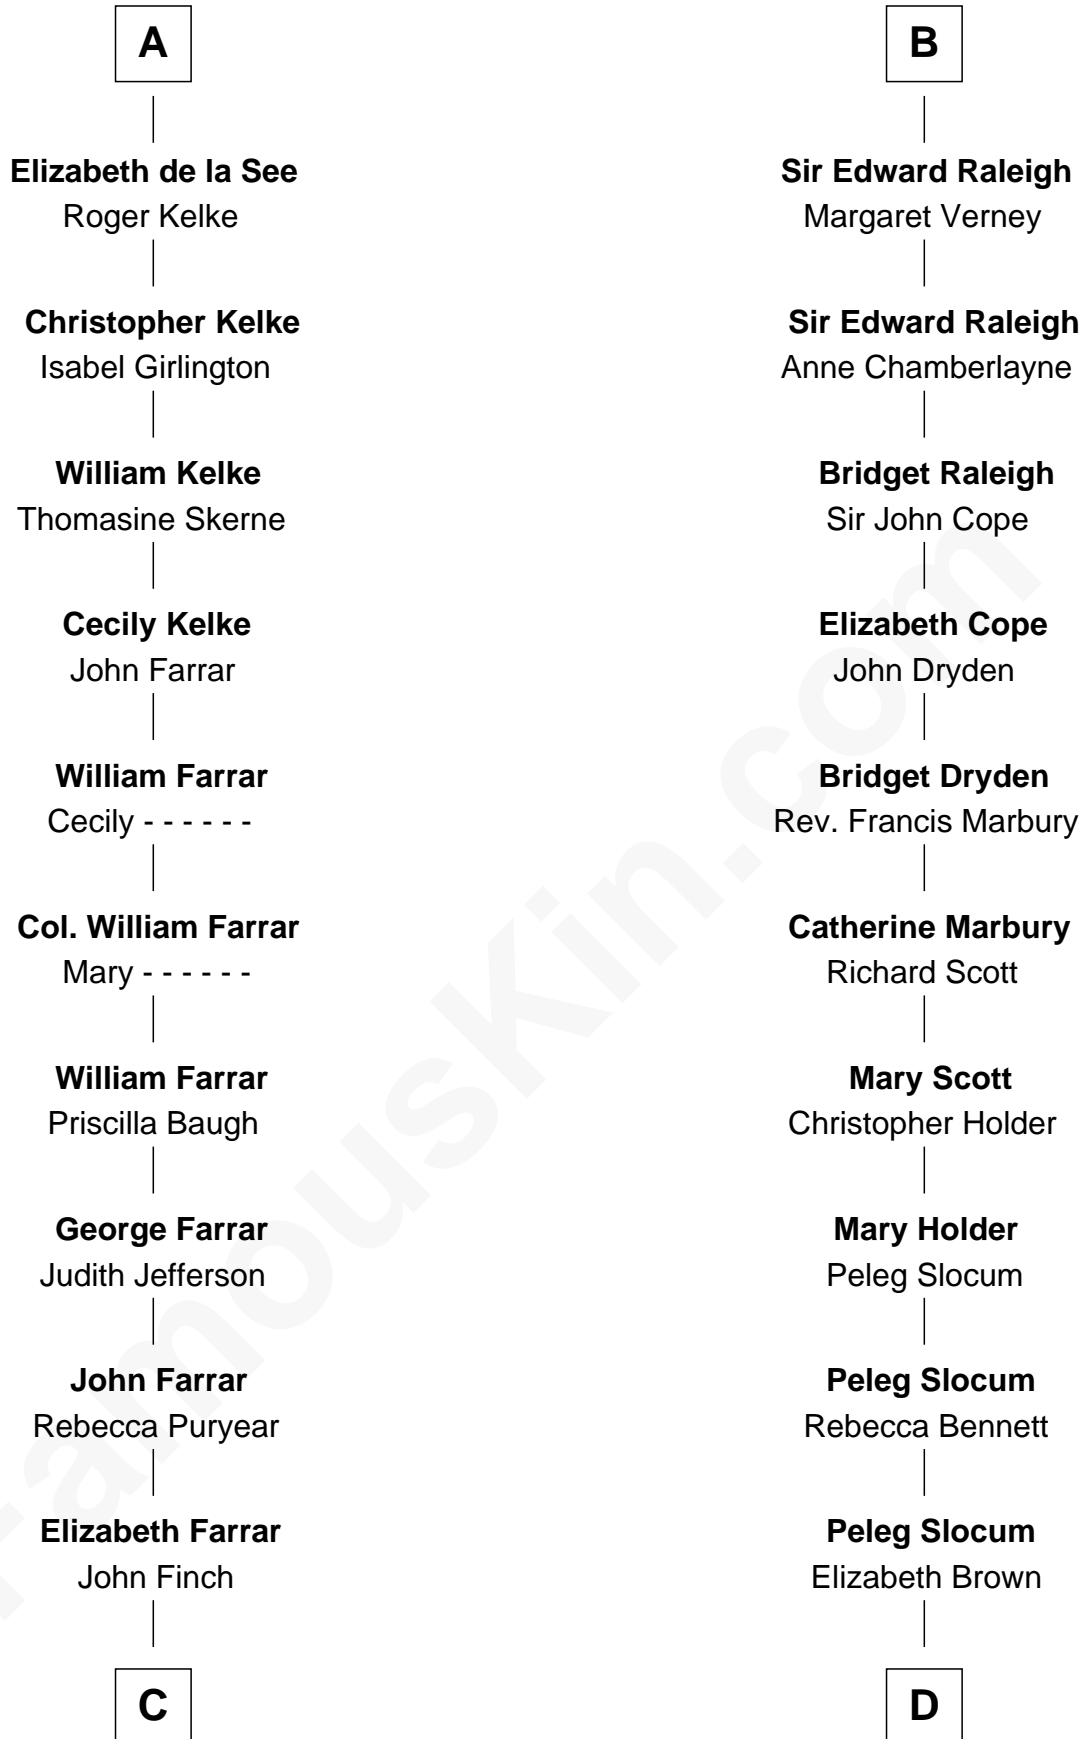 A
Elizabeth de la See
Roger Kelke
Christopher Kelke
Isabel Girlington
William Kelke
Thomasine Skerne
Cecily Kelke
John Farrar
William Farrar
Cecily - - - - - -
Col. William Farrar
Mary - - - - - -
William Farrar
Priscilla Baugh
George Farrar
Judith Jefferson
John Farrar
Rebecca Puryear
Elizabeth Farrar
John Finch
C
B
Sir Edward Raleigh
Margaret Verney
Sir Edward Raleigh
Anne Chamberlayne
Bridget Raleigh
Sir John Cope
Elizabeth Cope
John Dryden
Bridget Dryden
Rev. Francis Marbury
Catherine Marbury
Richard Scott
Mary Scott
Christopher Holder
Mary Holder
Peleg Slocum
Peleg Slocum
Rebecca Bennett
Peleg Slocum
Elizabeth Brown
D
FamousKin.com